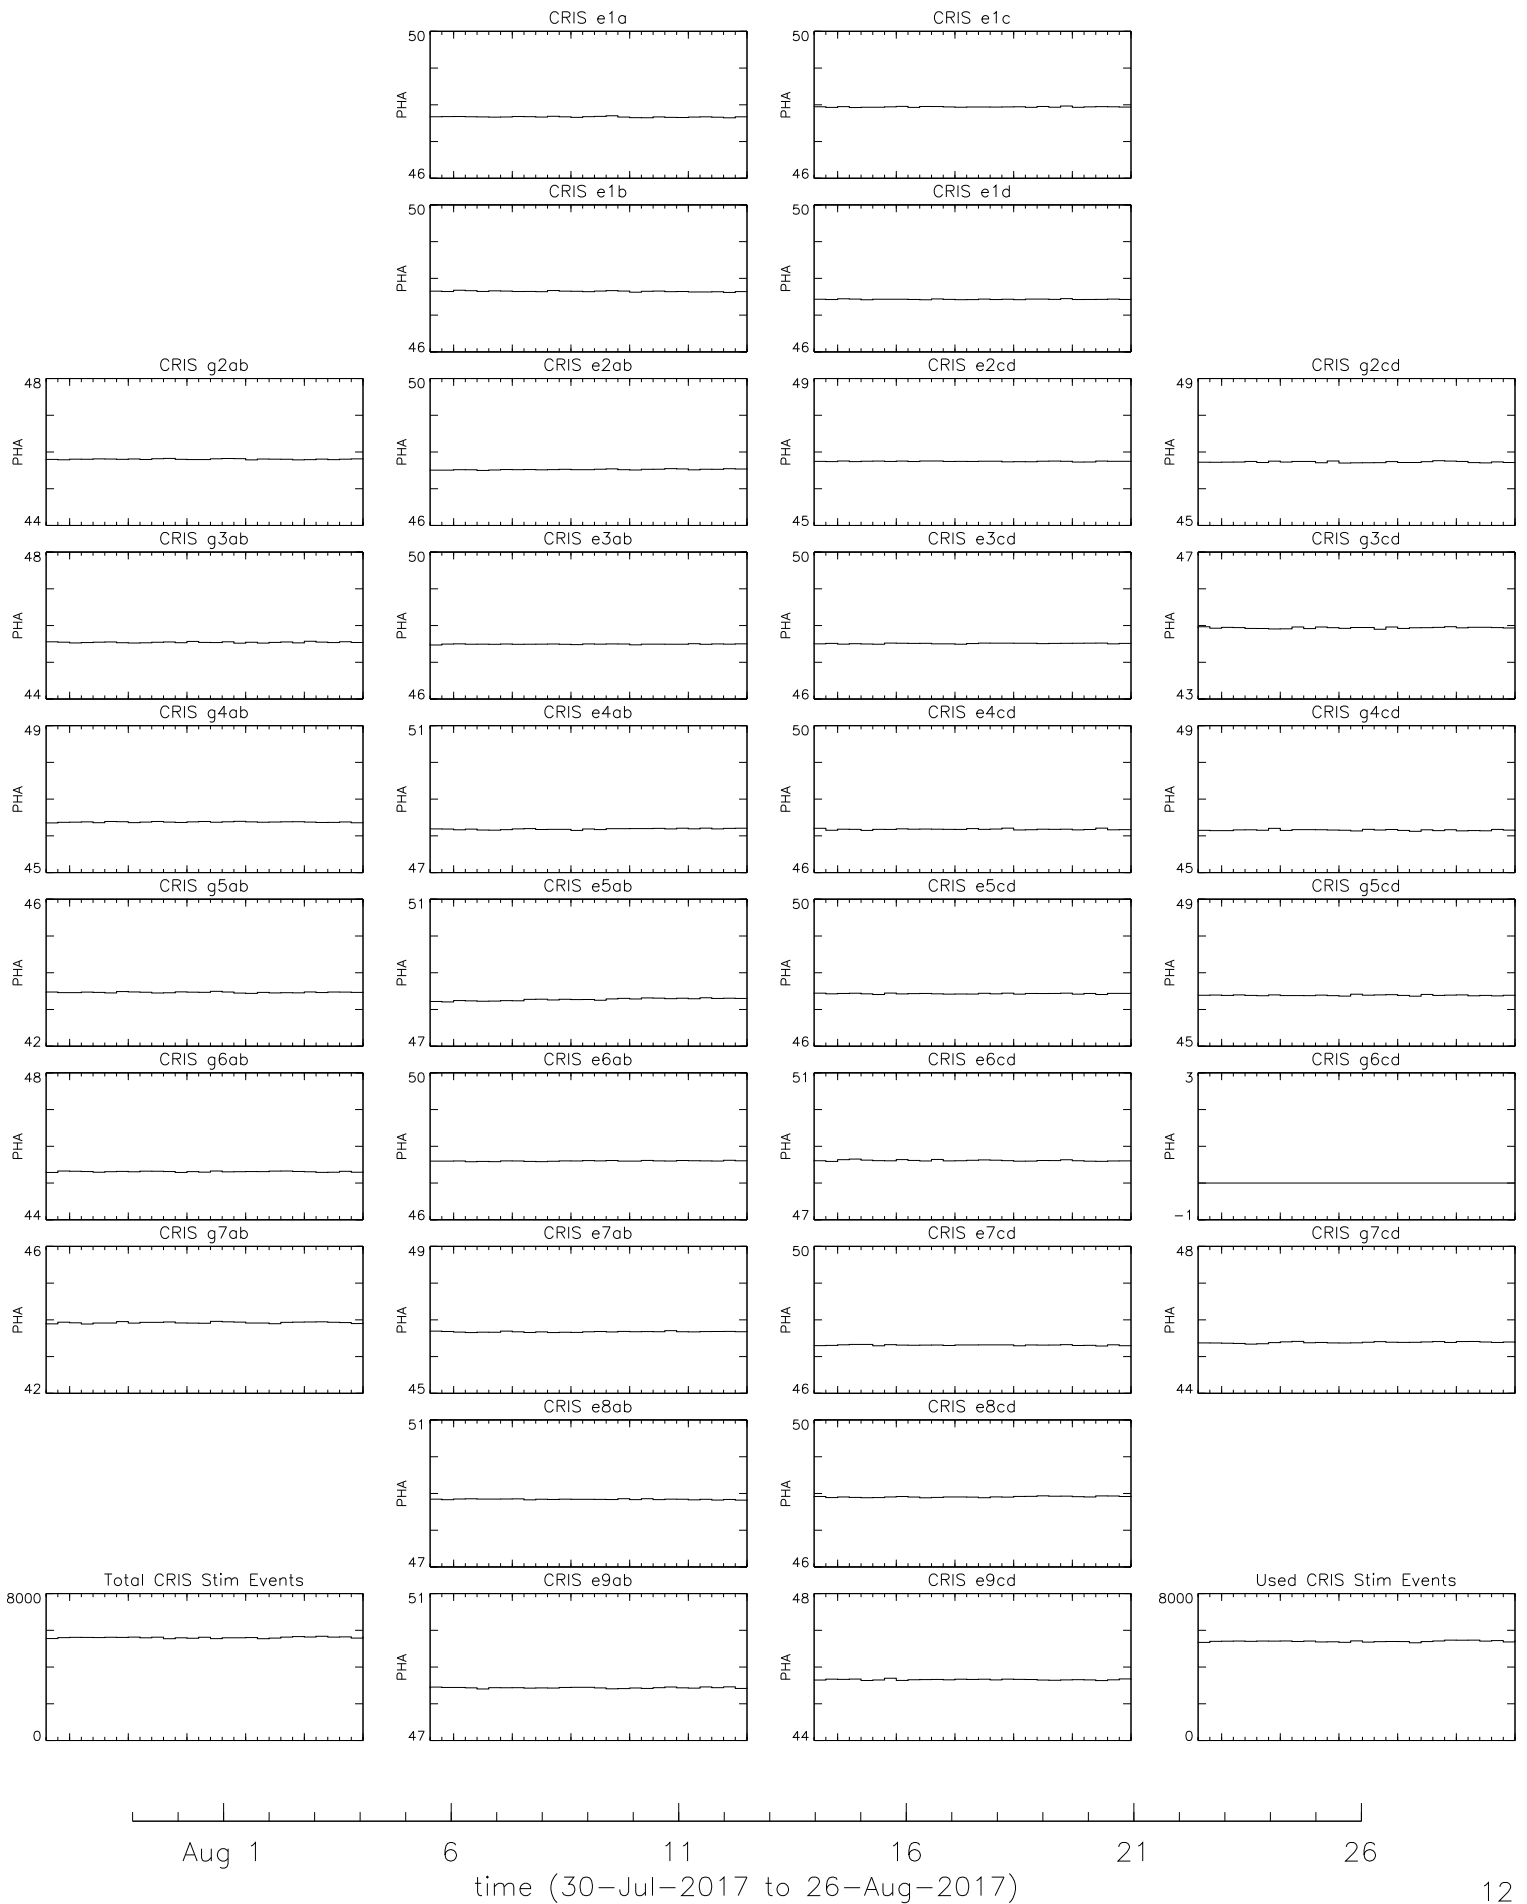 CRIS e1a
CRIS e1c
50
PHA
46
50
PHA
46
CRIS e1b
CRIS e1d
50
PHA
46
50
PHA
46
CRIS g2ab
CRIS e2ab
CRIS e2cd
CRIS g2cd
48
PHA
44
50
PHA
46
49
PHA
45
49
PHA
45
CRIS g3ab
CRIS e3ab
CRIS e3cd
CRIS g3cd
48
PHA
44
50
PHA
46
50
PHA
46
47
PHA
43
CRIS g4ab
CRIS e4ab
CRIS e4cd
CRIS g4cd
49
PHA
45
51
PHA
47
50
PHA
46
49
PHA
45
CRIS g5ab
CRIS e5ab
CRIS e5cd
CRIS g5cd
46
PHA
42
51
PHA
47
50
PHA
46
49
PHA
45
CRIS g6ab
CRIS e6ab
CRIS e6cd
CRIS g6cd
48
PHA
44
50
PHA
46
51
PHA
47
3
PHA
-1
CRIS g7ab
CRIS e7ab
CRIS e7cd
CRIS g7cd
46
PHA
42
49
PHA
45
50
PHA
46
48
PHA
44
CRIS e8ab
CRIS e8cd
51
PHA
47
50
PHA
46
Total CRIS Stim Events
CRIS e9ab
CRIS e9cd
Used CRIS Stim Events
8000
0
51
PHA
47
48
PHA
44
8000
0
Aug 1 6 11 16 21 26
time (30-Jul-2017 to 26-Aug-2017)
12